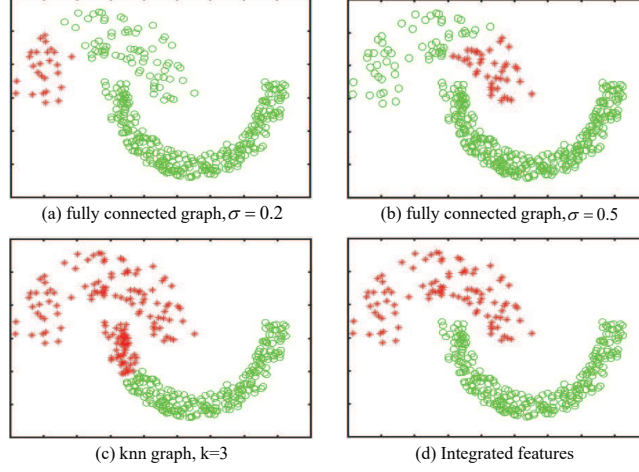 (a) fully connected graph, σ = 0.2
(b) fully connected graph, σ = 0.5
(c) knn graph, k=3
(d) Integrated features